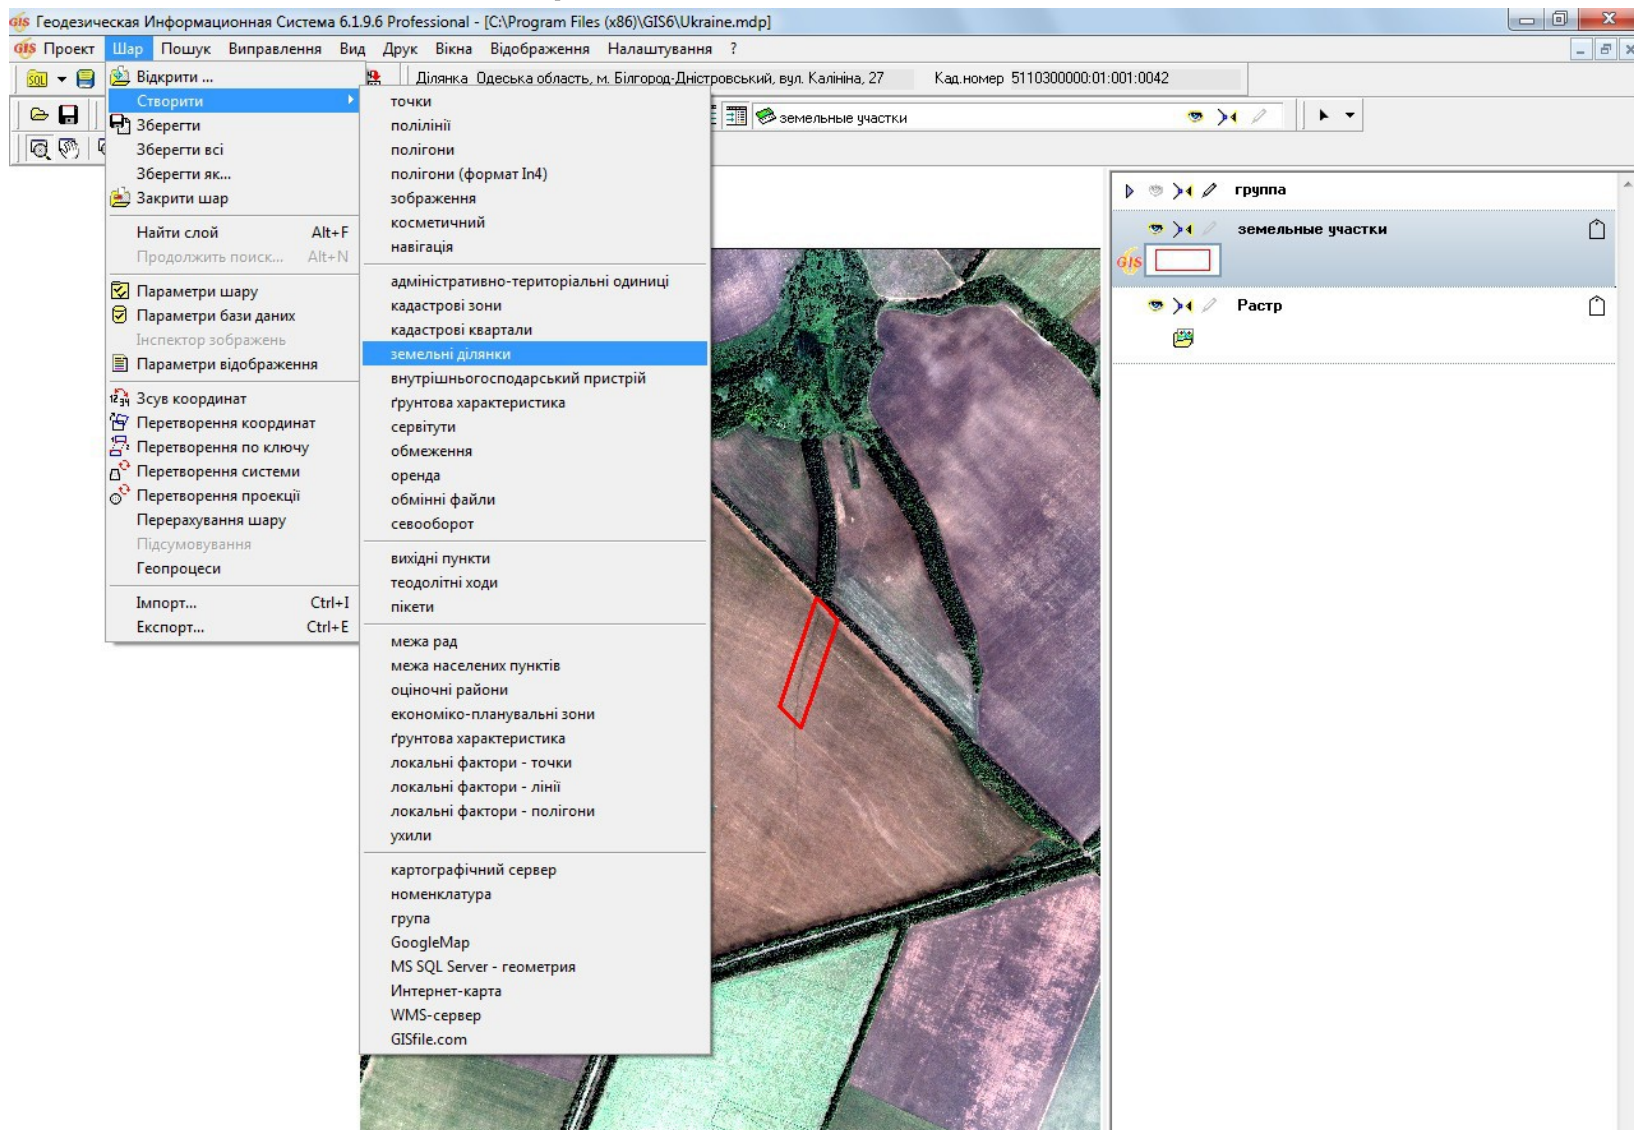 GIS Геодезическая Информационная Система 6.1.9.6 Professional - [C:\Program Files (x86)\GIS6\Ukraine.mdp]
GIS Проект Шар Пошук Виправлення Вид Друк Вікна Відображення Налаштування ?
SQL
Ділянка Одеська область, м. Білгород-Дністровський, вул. Калініна, 27 Кад.номер 5110300000:01:001:0042
земельные участки
Відкрити ...
Створити
Зберегти
Зберегти всі
Зберегти як...
Закрити шар
Найти слой Alt+F
Продолжить поиск... Alt+N
Параметри шару
Параметри бази даних
Інспектор зображень
Параметри відображення
Зсув координат
Перетворення координат
Перетворення по ключу
Перетворення системи
Перетворення проекції
Перерахування шару
Підсумовування
Геопроцеси
Імпорт... Ctrl+I
Експорт... Ctrl+E
точки
полілінії
полігони
полігони (формат In4)
зображення
косметичний
навігація
адміністративно-територіальні одиниці
кадастрові зони
кадастрові квартали
земельні ділянки
внутрішньогосподарський пристрій
ґрунтова характеристика
сервітути
обмеження
оренда
обмінні файли
севооборот
вихідні пункти
теодолітні ходи
пікети
межа рад
межа населених пунктів
оціночні райони
економіко-планувальні зони
ґрунтова характеристика
локальні фактори - точки
локальні фактори - лінії
локальні фактори - полігони
ухили
картографічний сервер
номенклатура
група
GoogleMap
MS SQL Server - геометрия
Интернет-карта
WMS-сервер
GISfile.com
группа
земельные участки
GIS
Растр